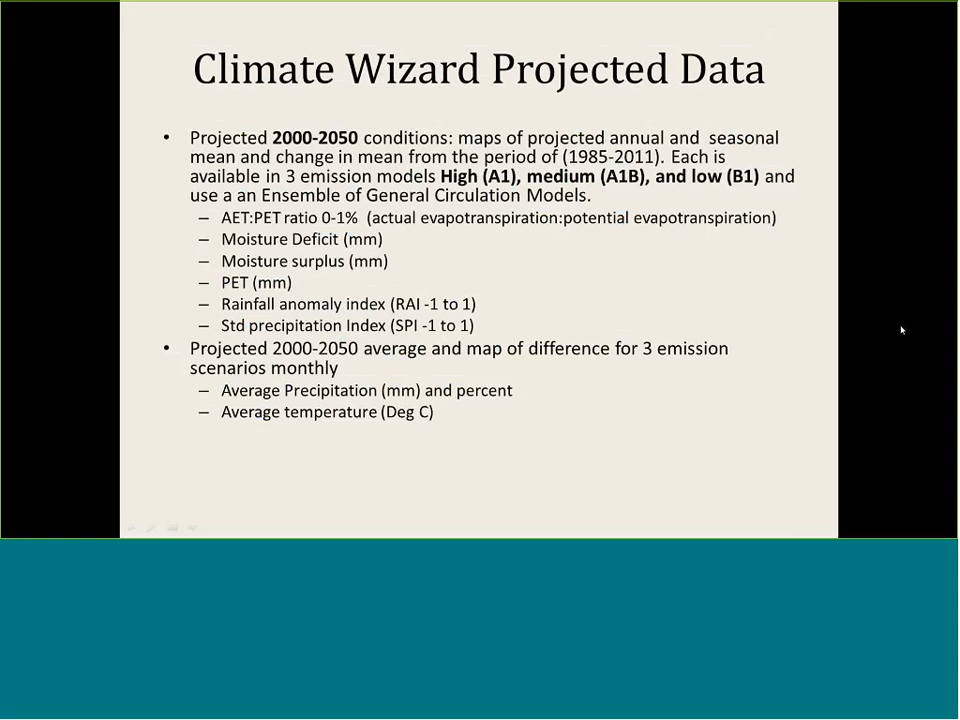 Climate Wizard Projected Data
• Projected 2000-2050 conditions: maps of projected annual and seasonal
mean and change in mean from the period of (1985-2011). Each is
available in 3 emission models High (A1), medium (A1B), and low (B1) and
use a an Ensemble of General Circulation Models.
– AET:PET ratio 0-1% (actual evapotranspiration:potential evapotranspiration)
– Moisture Deficit (mm)
– Moisture surplus (mm)
– PET (mm)
– Rainfall anomaly index (RAI -1 to 1)
– Std precipitation Index (SPI -1 to 1)
• Projected 2000-2050 average and map of difference for 3 emission
scenarios monthly
– Average Precipitation (mm) and percent
– Average temperature (Deg C)